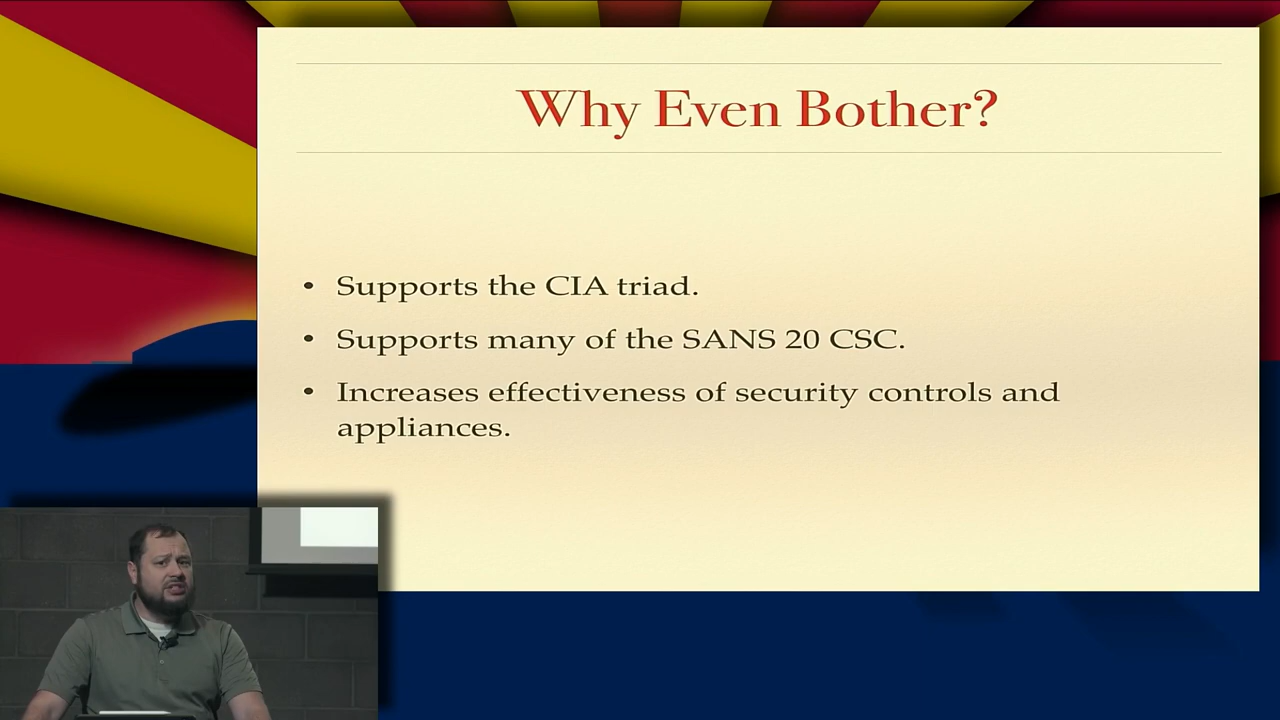 Why Even Bother?
• Supports the CIA triad.
• Supports many of the SANS 20 CSC.
• Increases effectiveness of security controls and
appliances.